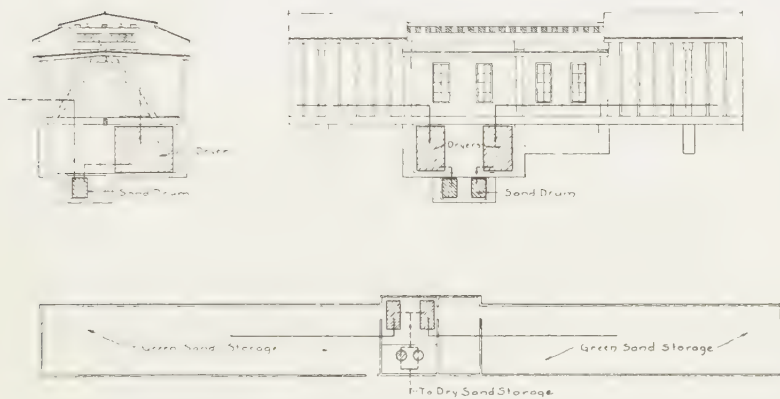 Dryer
Sand Drum
Dryers
Sand Drum
Green Sand Storage
Green Sand Storage
To Dry Sand Storage